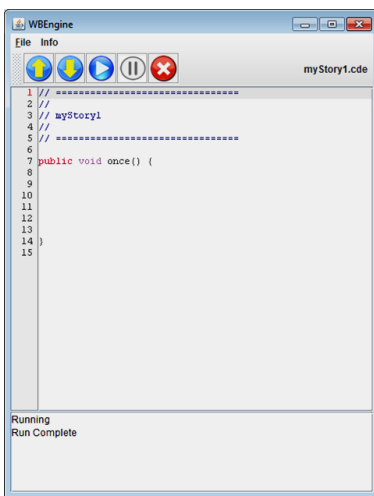 WBEngine
File Info
myStory1.cde
1 // ================================
2 //
3 // myStory1
4 //
5 // ================================
6
7 public void once() {
8
9
10
11
12
13
14 }
15
Running
Run Complete